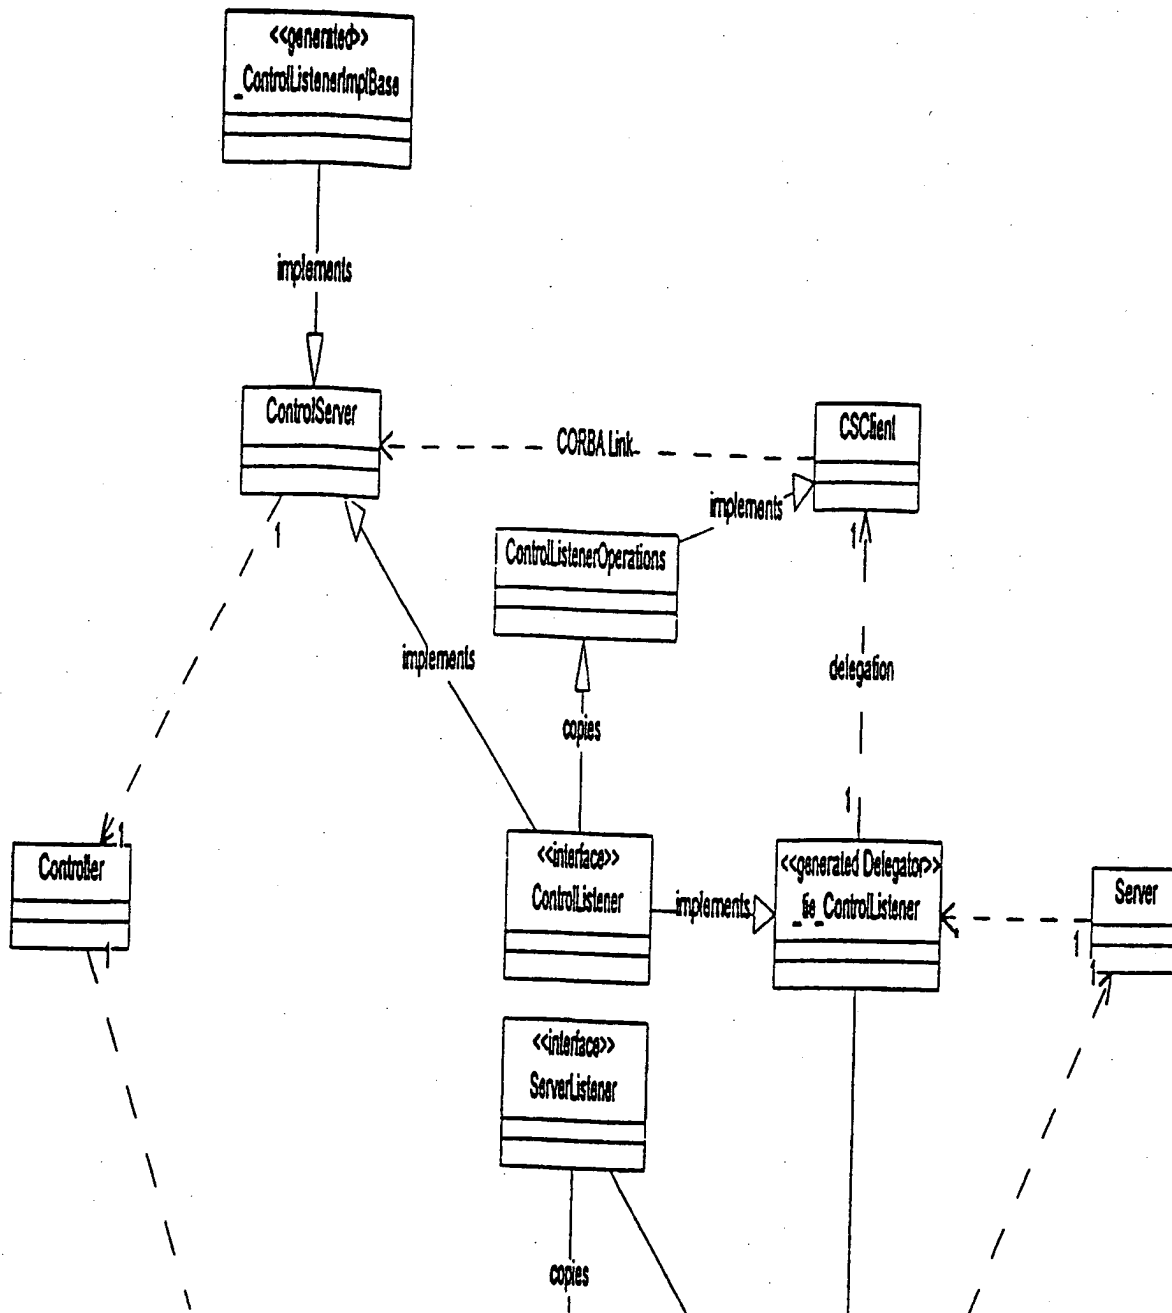 <<generated>>
_ControlListenerImplBase
implements
ControlServer
CORBA Link
CSClient
implements
1
1
ControlListenerOperations
implements
delegation
copies
1
1
Controller
1
<<interface>>
ControlListener
implements
<<generated Delegator>>
_tie_ControlListener
Server
1
1
<<interface>>
ServerListener
copies